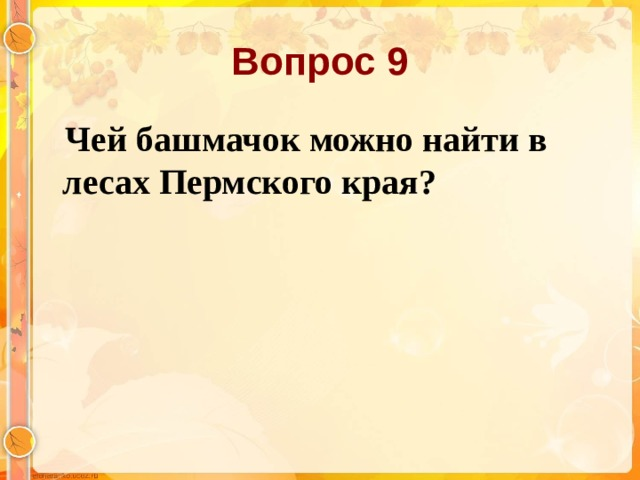 Вопрос 9
Чей башмачок можно найти в
лесах Пермского края?